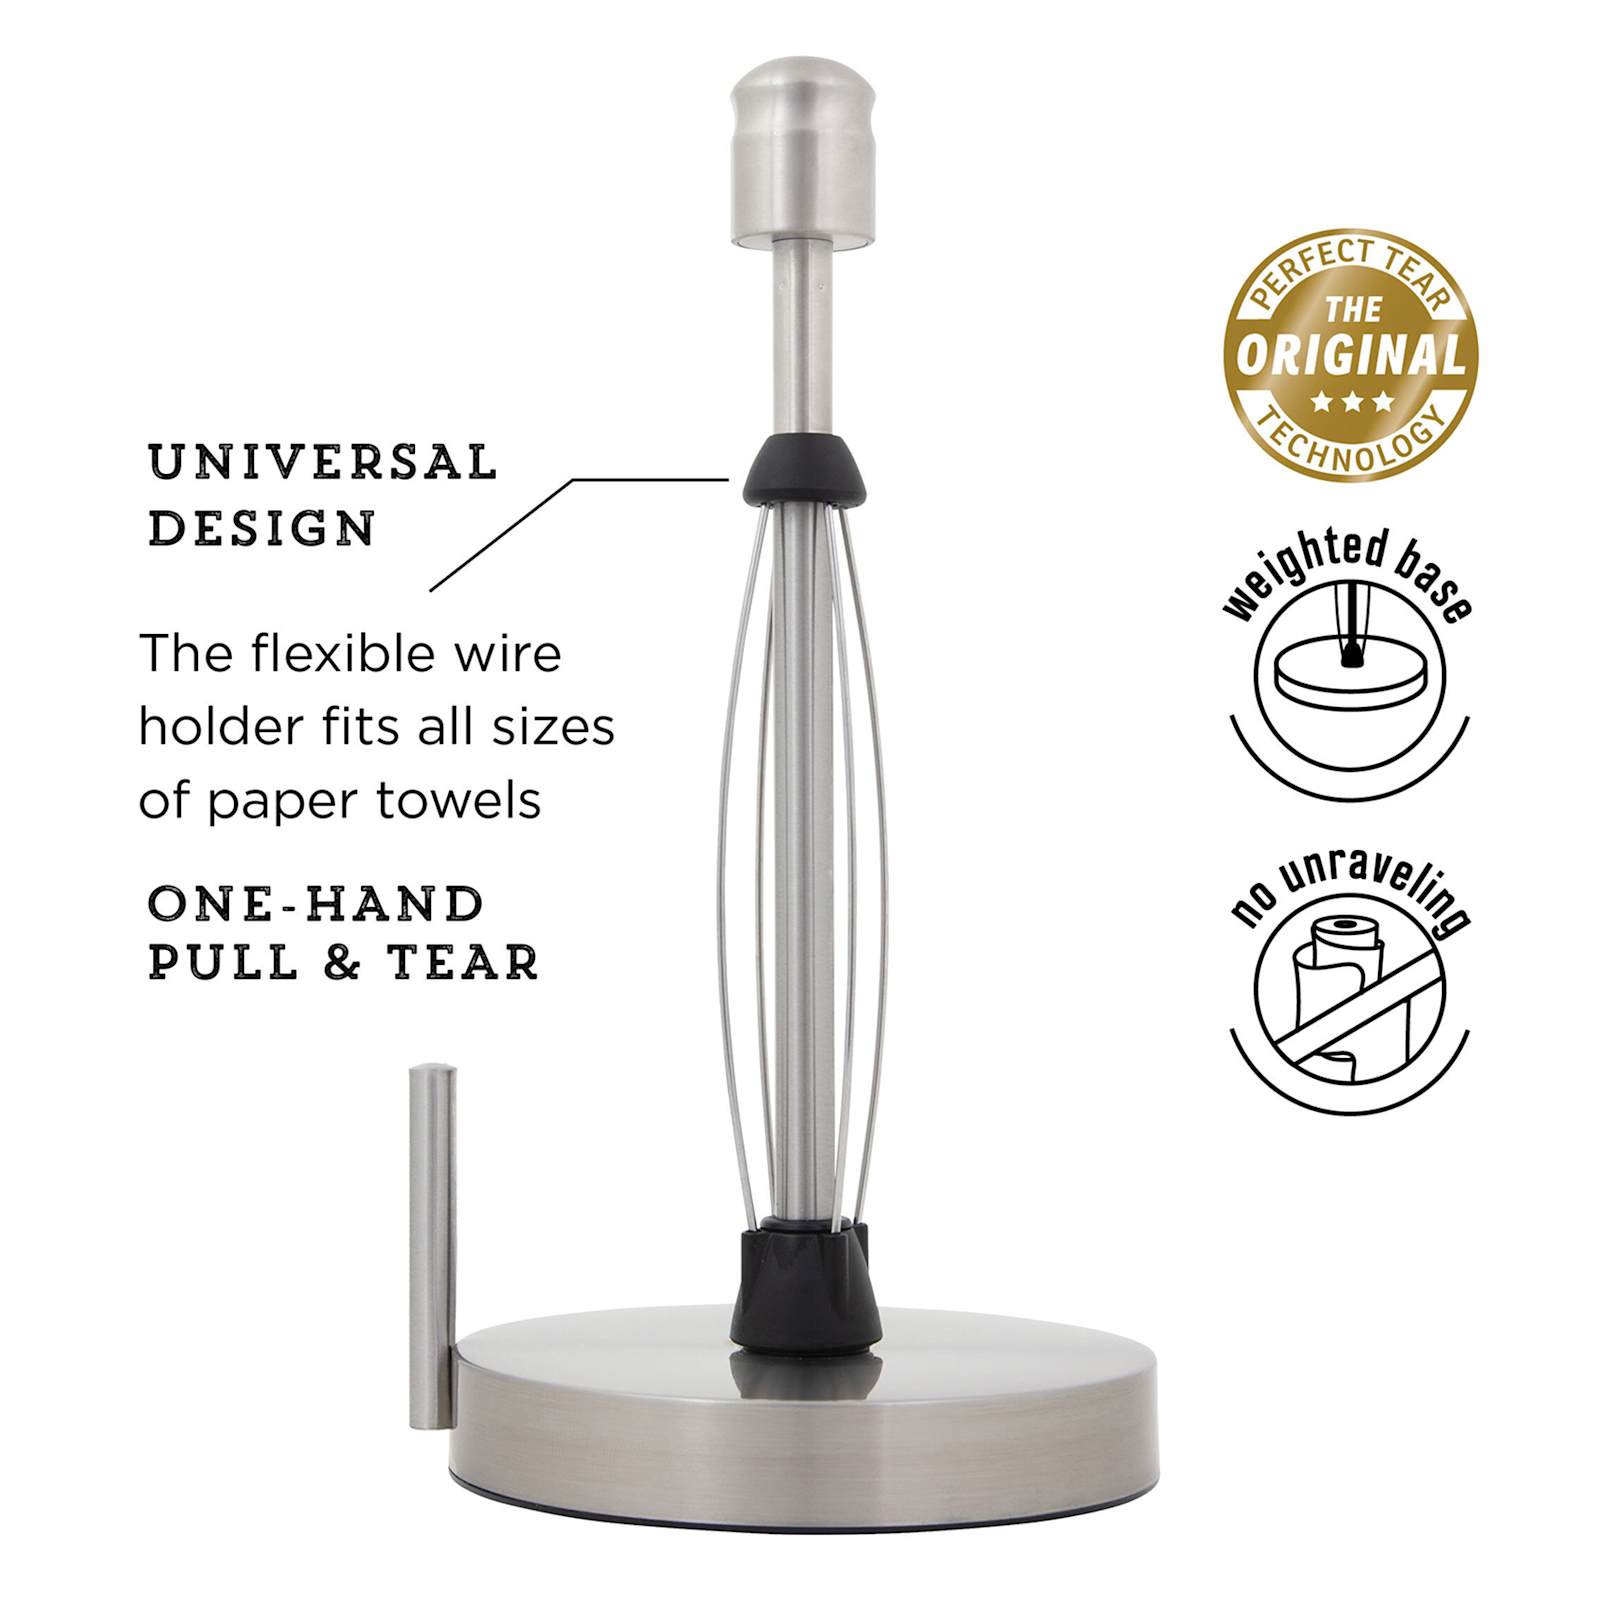 UNIVERSAL
DESIGN
The flexible wire
holder fits all sizes
of paper towels
ONE-HAND
PULL & TEAR
PERFECT TEAR
THE
ORIGINAL
TECHNOLOGY
weighted base
no unraveling